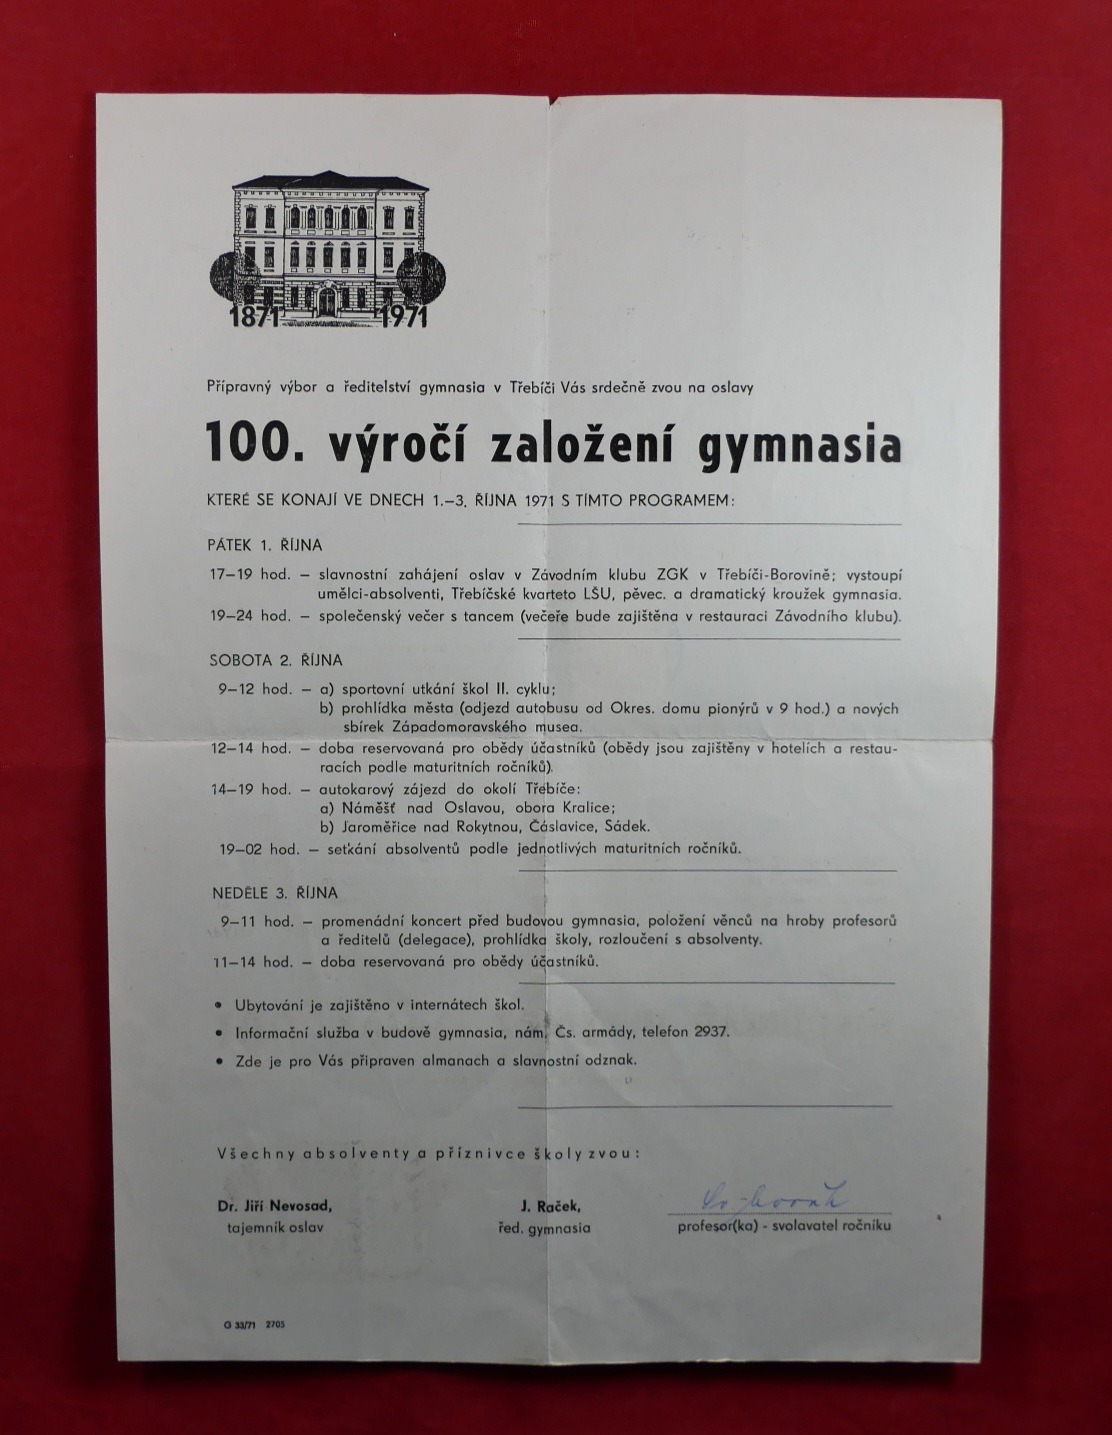 1871 1971
Přípravný výbor a ředitelství gymnasia v Třebíči Vás srdečně zvou na oslavy
100. výročí založení gymnasia
KTERÉ SE KONAJÍ VE DNECH 1.–3. ŘÍJNA 1971 S TÍMTO PROGRAMEM:
PÁTEK 1. ŘÍJNA
17–19 hod. – slavnostní zahájení oslav v Závodním klubu ZGK v Třebíči-Borovině; vystoupí
umělci-absolventi, Třebíčské kvarteto LŠU, pěvec. a dramatický kroužek gymnasia.
19–24 hod. – společenský večer s tancem (večeře bude zajištěna v restauraci Závodního klubu).
SOBOTA 2. ŘÍJNA
9–12 hod. – a) sportovní utkání škol II. cyklu;
b) prohlídka města (odjezd autobusu od Okres. domu pionýrů v 9 hod.) a nových
sbírek Západomoravského musea.
12–14 hod. – doba reservovaná pro obědy účastníků (obědy jsou zajištěny v hotelích a restau-
racích podle maturitních ročníků).
14–19 hod. – autokarový zájezd do okolí Třebíče:
a) Náměšť nad Oslavou, obora Kralice;
b) Jaroměřice nad Rokytnou, Čáslavice, Sádek.
19–02 hod. – setkání absolventů podle jednotlivých maturitních ročníků.
NEDĚLE 3. ŘÍJNA
9–11 hod. – promenádní koncert před budovou gymnasia, položení věnců na hroby profesorů
a ředitelů (delegace), prohlídka školy, rozloučení s absolventy.
11–14 hod. – doba reservovaná pro obědy účastníků.
• Ubytování je zajištěno v internátech škol.
• Informační služba v budově gymnasia, nám. Čs. armády, telefon 2937.
• Zde je pro Vás připraven almanach a slavnostní odznak.
Všechny absolventy a příznivce školy zvou:
Dr. Jiří Nevosad, J. Raček,
tajemník oslav řed. gymnasia profesor(ka) - svolavatel ročníku
G 33/71 2705